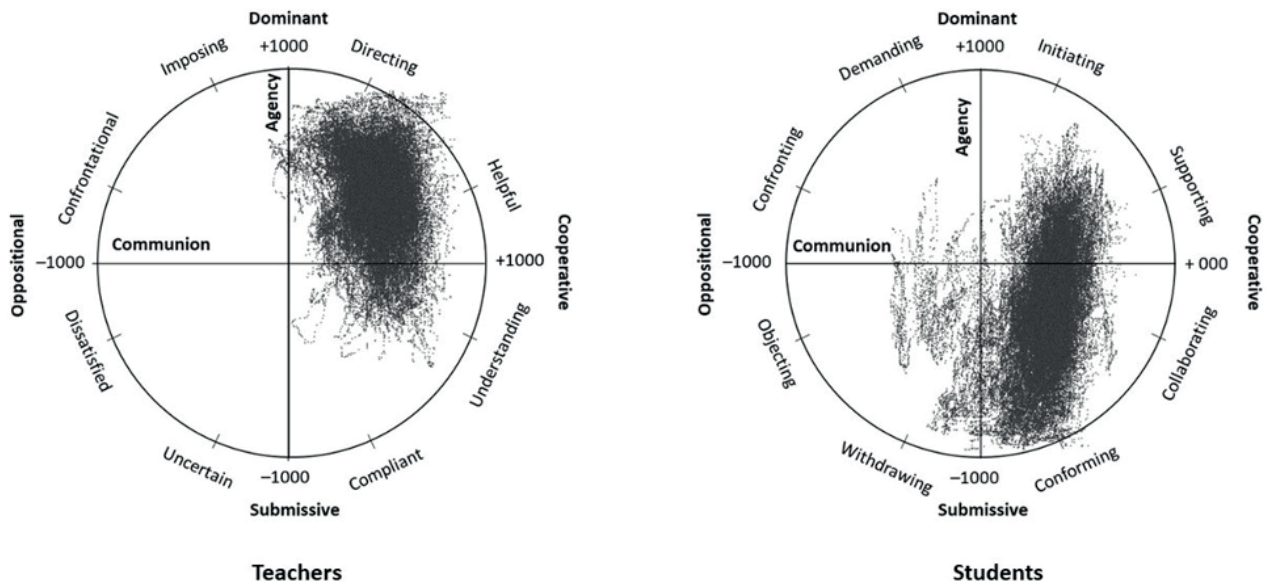 Dominant
+1000
Imposing
Directing
Agency
Confrontational
Helpful
Oppositional
Communion
Cooperative
−1000
+1000
Dissatisfied
Understanding
Uncertain
Compliant
−1000
Submissive
Teachers
Dominant
+1000
Demanding
Initiating
Agency
Confronting
Supporting
Oppositional
Communion
Cooperative
−1000
+ 000
Objecting
Collaborating
Withdrawing
Conforming
−1000
Submissive
Students